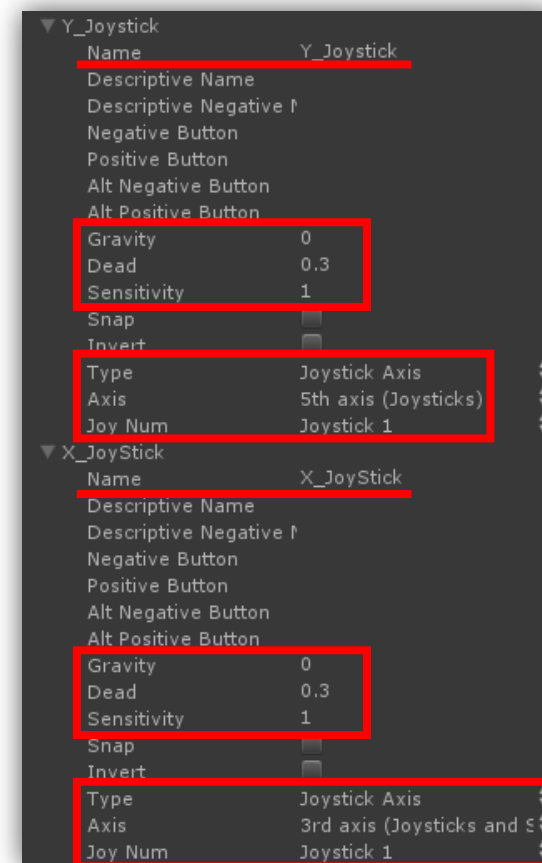 Y_Joystick
Name Y_Joystick
Descriptive Name
Descriptive Negative
Negative Button
Positive Button
Alt Negative Button
Alt Positive Button
Gravity 0
Dead 0.3
Sensitivity 1
Snap
Invert
Type Joystick Axis
Axis 5th axis (Joysticks)
Joy Num Joystick 1
X_JoyStick
Name X_JoyStick
Descriptive Name
Descriptive Negative
Negative Button
Positive Button
Alt Negative Button
Alt Positive Button
Gravity 0
Dead 0.3
Sensitivity 1
Snap
Invert
Type Joystick Axis
Axis 3rd axis (Joysticks and S
Joy Num Joystick 1